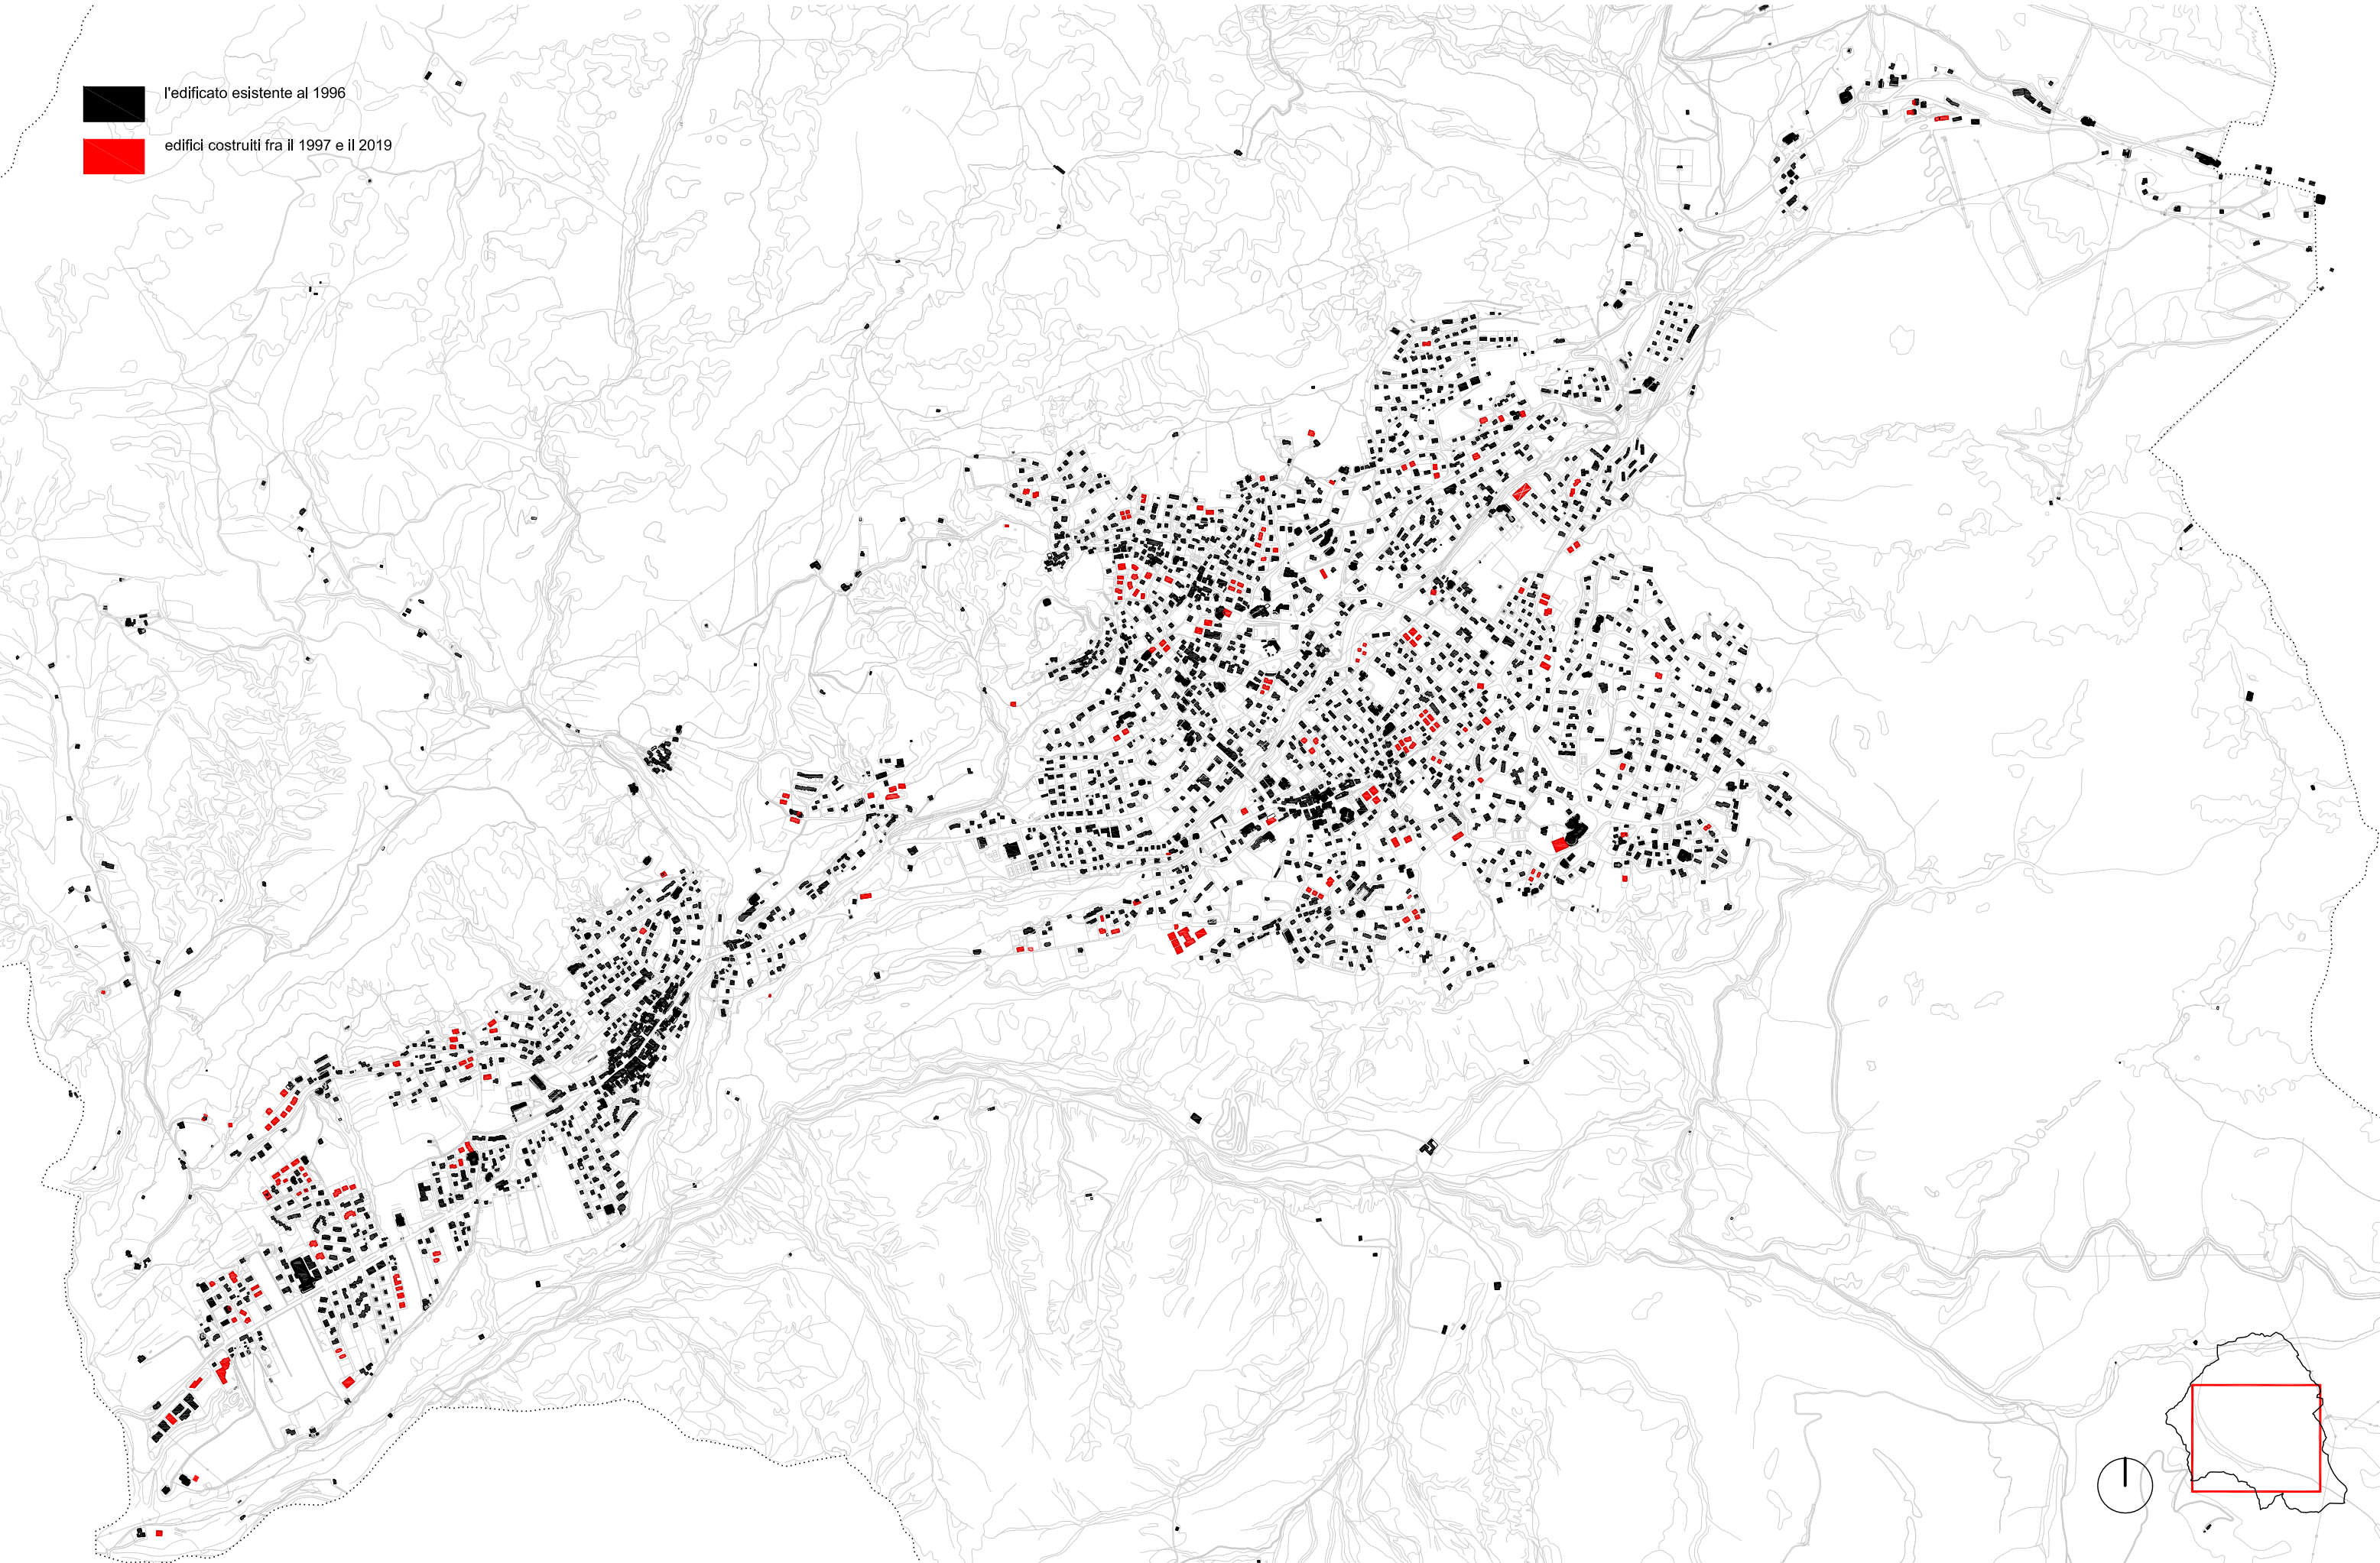 l'edificato esistente al 1996
edifici costruiti fra il 1997 e il 2019